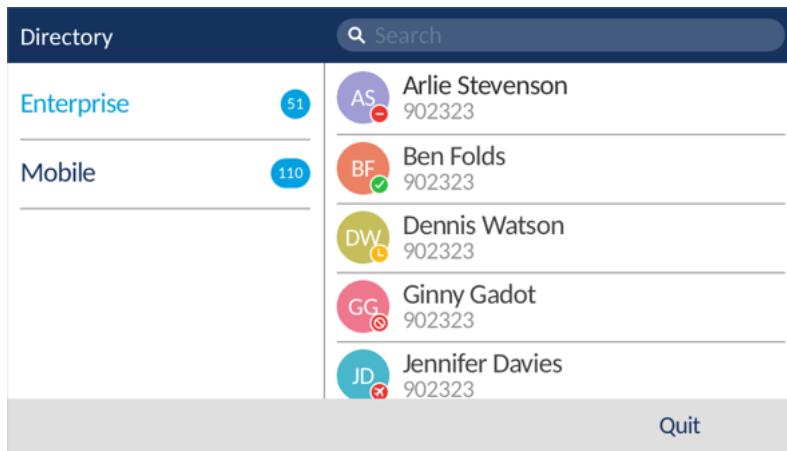 Directory
Search
Enterprise
51
Mobile
110
AS
Arlie Stevenson
902323
BF
Ben Folds
902323
DW
Dennis Watson
902323
GG
Ginny Gadot
902323
JD
Jennifer Davies
902323
Quit